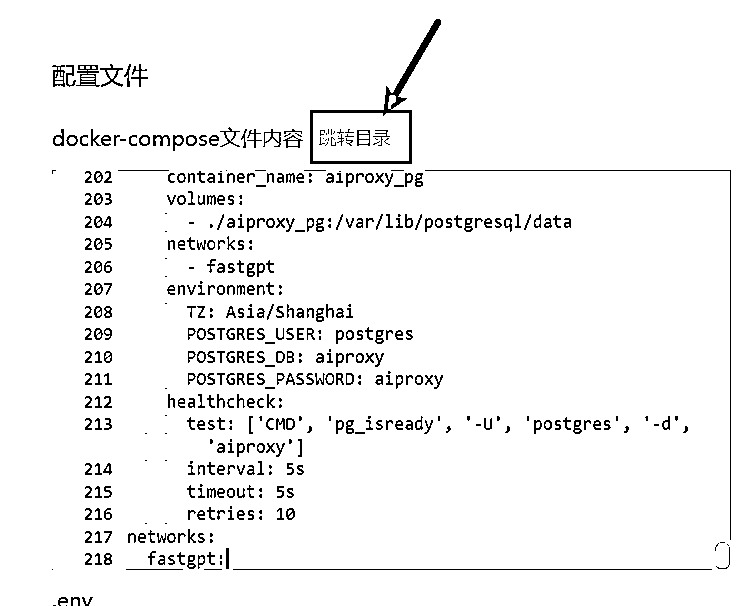 配置文件
docker-compose文件内容 跳转目录
202 container_name: aiproxy_pg
203 volumes:
204 - ./aiproxy_pg:/var/lib/postgresql/data
205 networks:
206 - fastgpt
207 environment:
208 TZ: Asia/Shanghai
209 POSTGRES_USER: postgres
210 POSTGRES_DB: aiproxy
211 POSTGRES_PASSWORD: aiproxy
212 healthcheck:
213 test: ['CMD', 'pg_isready', '-U', 'postgres', '-d',
'aiproxy']
214 interval: 5s
215 timeout: 5s
216 retries: 10
217 networks:
218 fastgpt:
.env